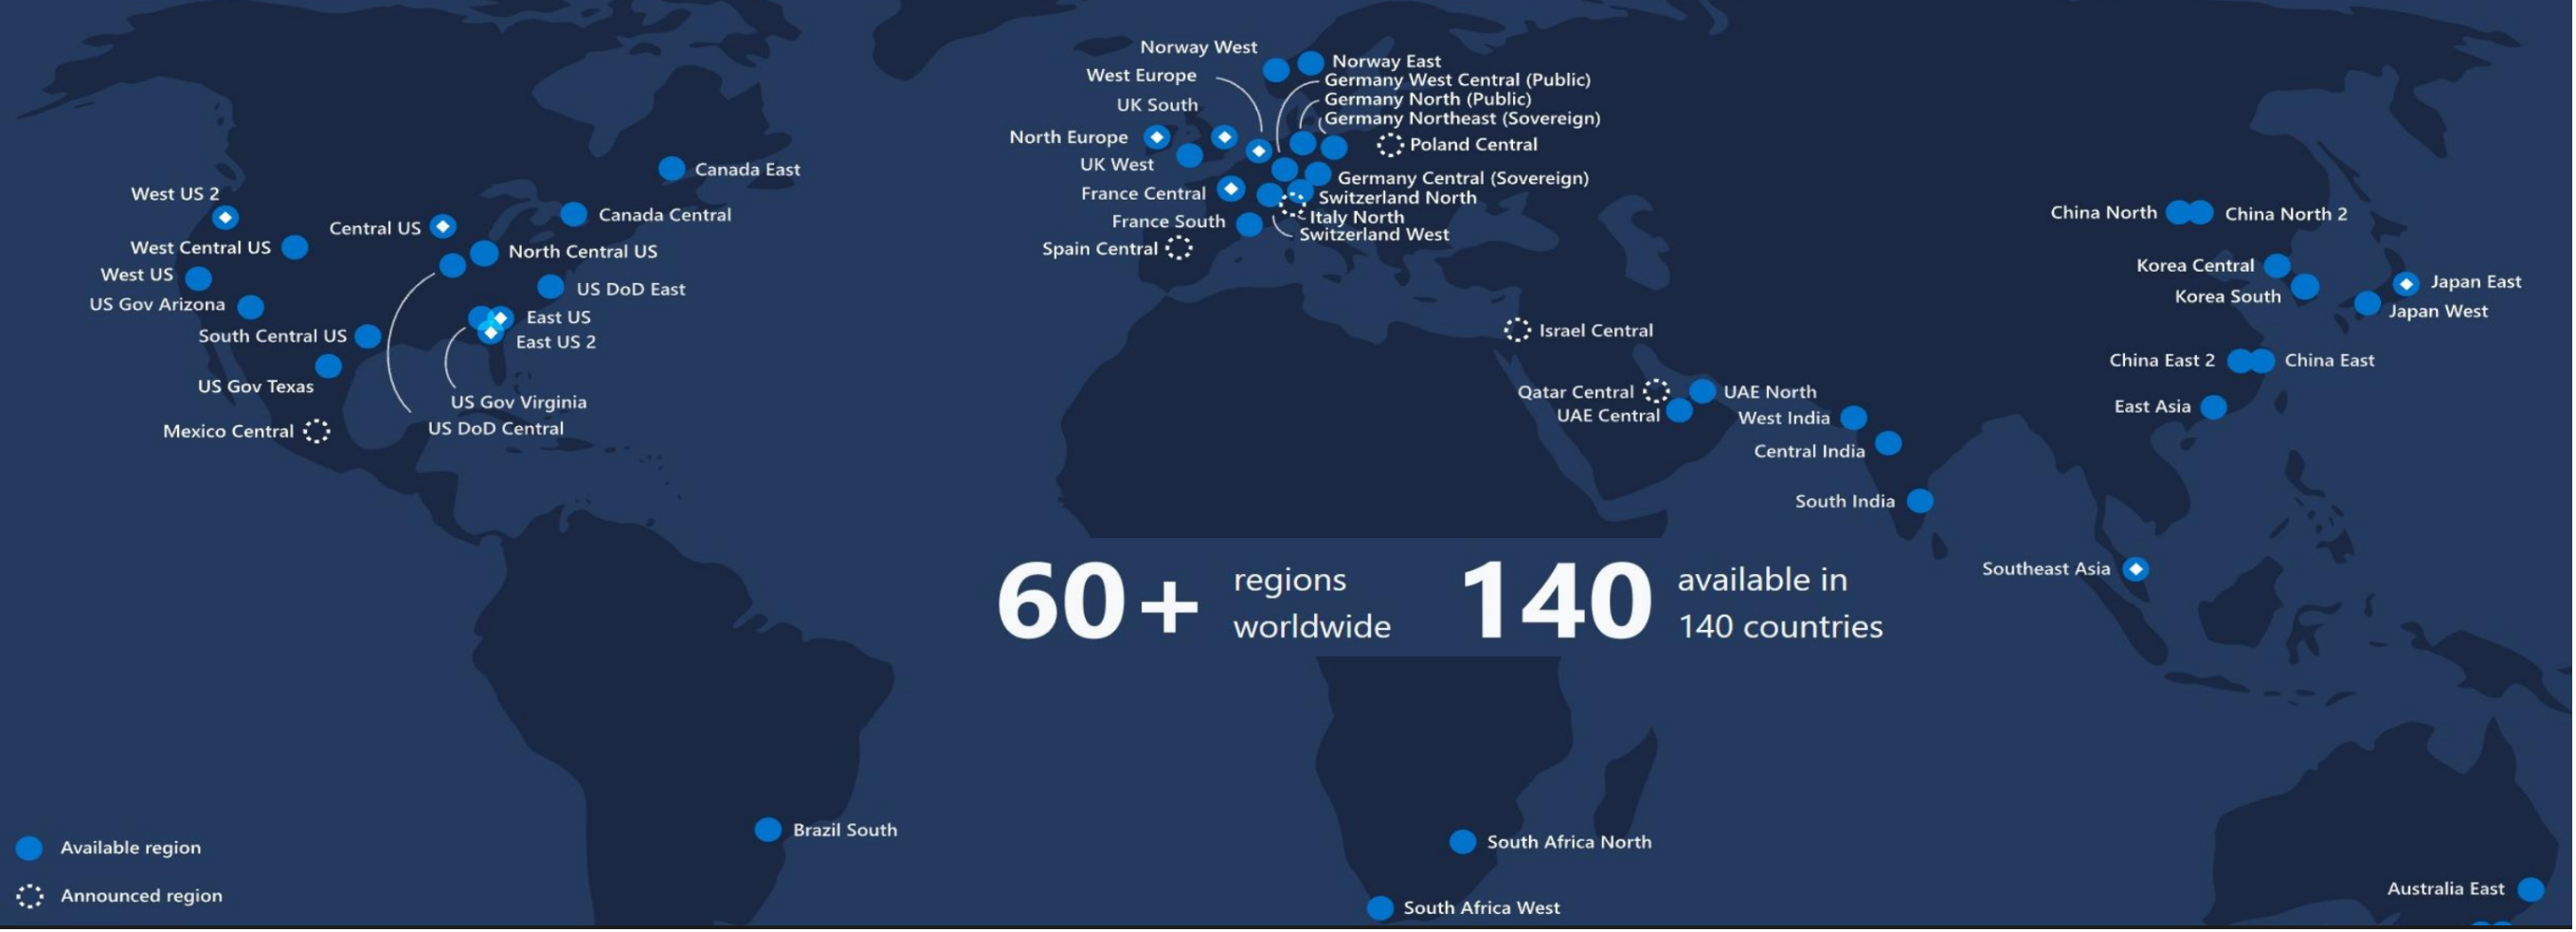 Norway West
Norway East
West Europe
Germany West Central (Public)
UK South
Germany North (Public)
Germany Northeast (Sovereign)
North Europe
Poland Central
UK West
Germany Central (Sovereign)
France Central
Switzerland North
France South
Italy North
Switzerland West
Spain Central
Canada East
West US 2
Canada Central
Central US
West Central US
North Central US
West US
US DoD East
US Gov Arizona
East US
South Central US
East US 2
US Gov Texas
US Gov Virginia
US DoD Central
Mexico Central
China North
China North 2
Korea Central
Japan East
Korea South
Japan West
Israel Central
China East 2
China East
Qatar Central
UAE North
East Asia
UAE Central
West India
Central India
South India
Southeast Asia
60+ regions
worldwide
140 available in
140 countries
Brazil South
South Africa North
South Africa West
Australia East
Available region
Announced region